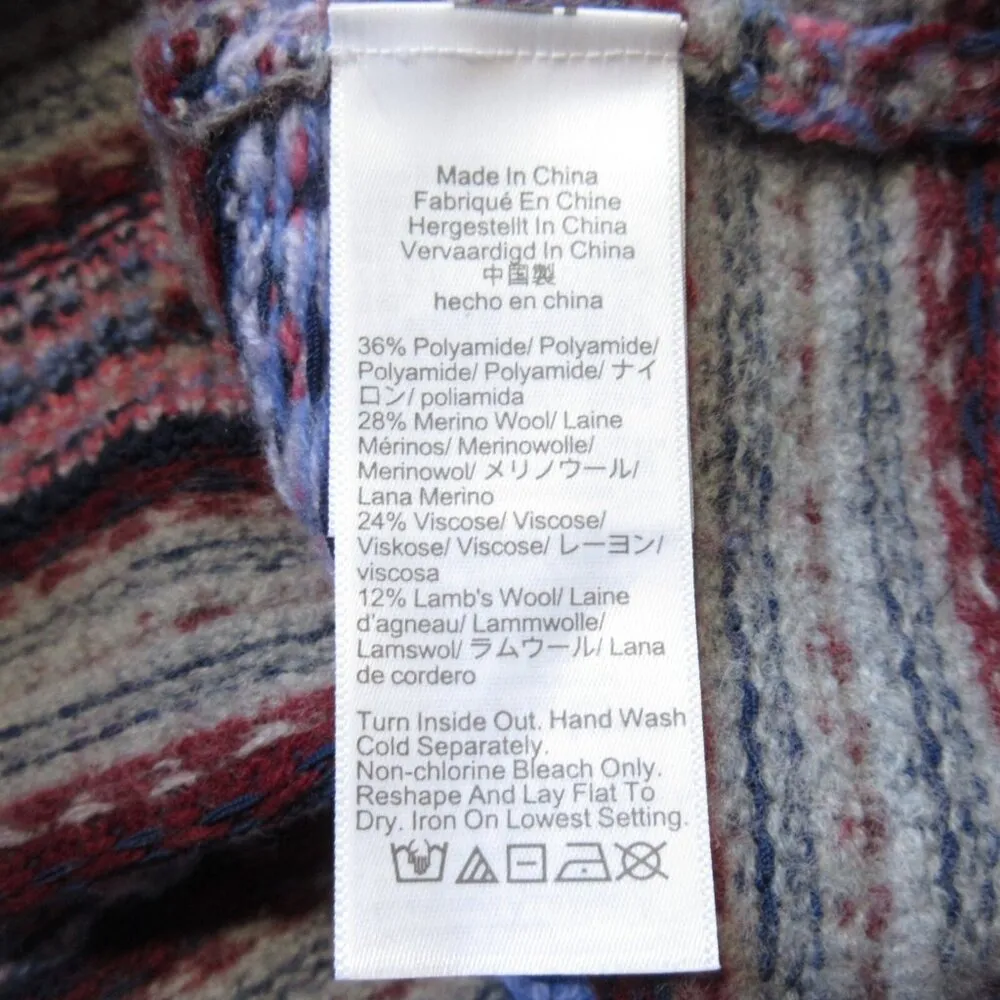 Made In China
Fabriqué En Chine
Hergestellt In China
Vervaardigd In China
中国製
hecho en china
36% Polyamide/ Polyamide/
Polyamide/ Polyamide/ ナイ
ロン/ poliamida
28% Merino Wool/ Laine
Mérinos/ Merinowolle/
Merinowol/ メリノウール/
Lana Merino
24% Viscose/ Viscose/
Viskose/ Viscose/ レーヨン/
viscosa
12% Lamb's Wool/ Laine
d'agneau/ Lammwolle/
Lamswol/ ラムウール/ Lana
de cordero
Turn Inside Out. Hand Wash
Cold Separately.
Non-chlorine Bleach Only.
Reshape And Lay Flat To
Dry. Iron On Lowest Setting.